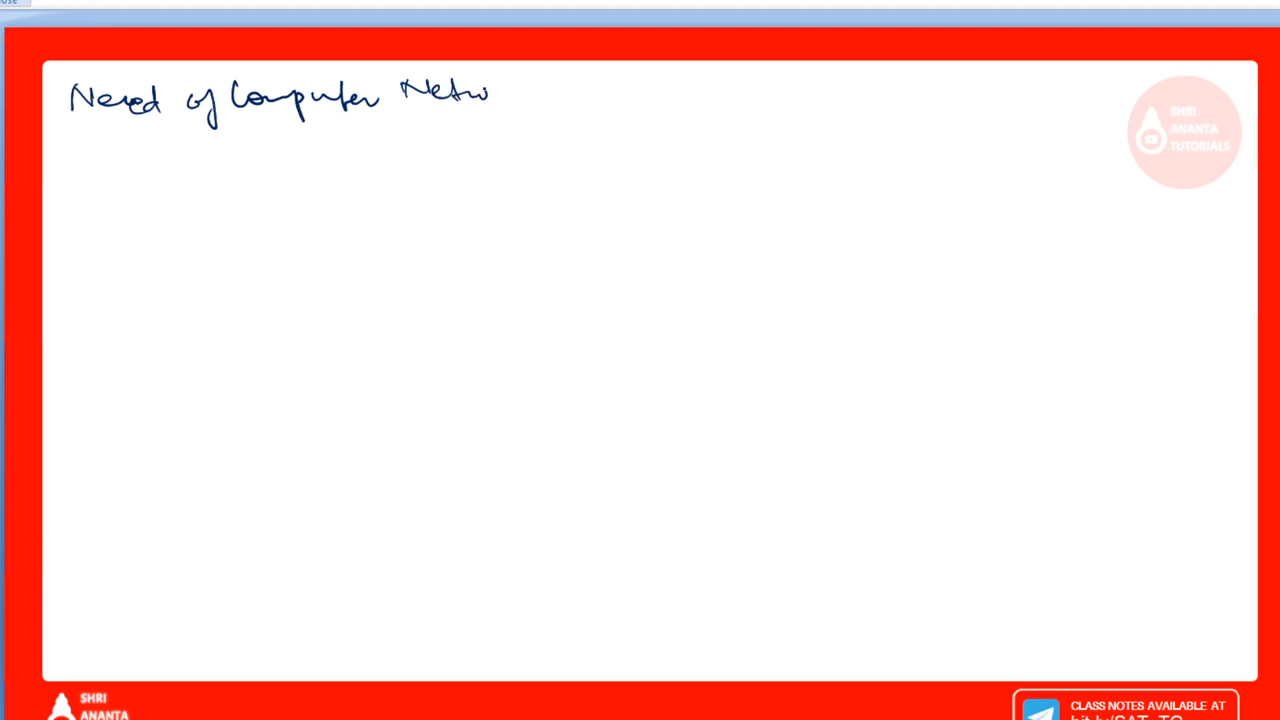 Need of Computer Netw
SHRI
ANANTA
TUTORIALS
SHRI
ANANTA
CLASS NOTES AVAILABLE AT